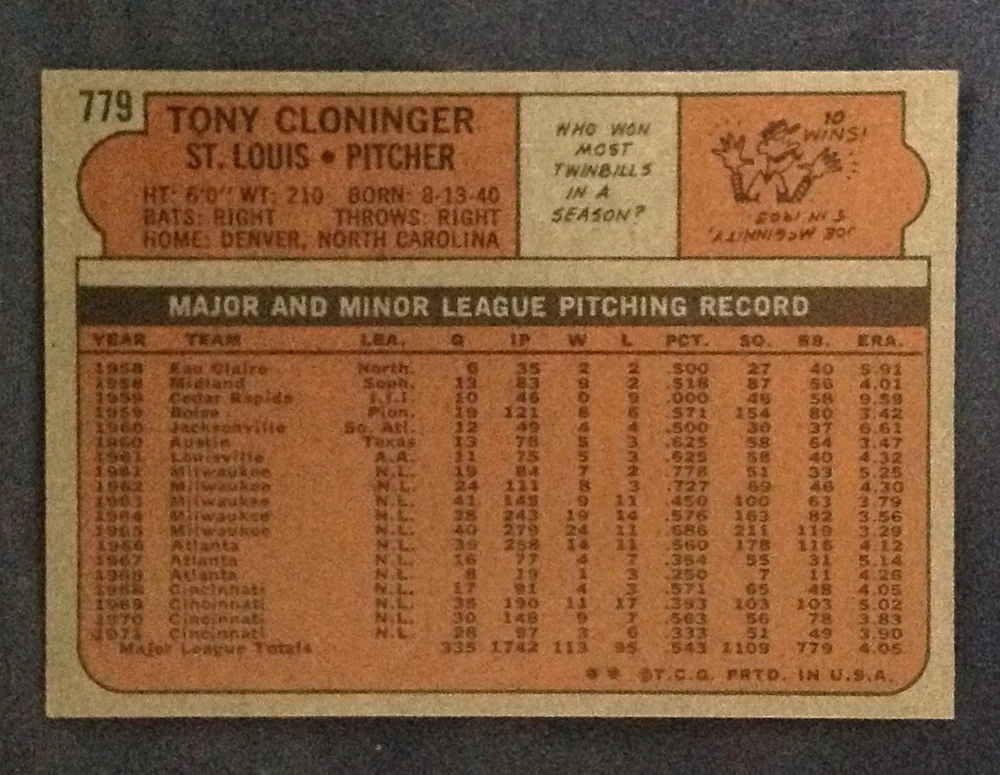 779
TONY CLONINGER
ST. LOUIS • PITCHER
HT: 6'0" WT: 210 BORN: 8-13-40
BATS: RIGHT THROWS: RIGHT
HOME: DENVER, NORTH CAROLINA
WHO WON
MOST
TWINBILLS
IN A
SEASON?
10
WINS!
JOE McGINNITY,
5 IN 1903
MAJOR AND MINOR LEAGUE PITCHING RECORD
YEAR TEAM LEA. G IP W L PCT. SO. BB. ERA.
1958 Eau Claire North. 6 35 2 2 .500 27 40 5.91
1958 Midland Soph. 13 83 9 2 .818 87 56 4.01
1959 Cedar Rapids I.I.I. 10 46 0 9 .000 46 58 9.59
1959 Boise Pion. 19 121 8 6 .571 154 80 3.42
1960 Jacksonville So. Atl. 12 49 4 4 .500 36 37 6.61
1960 Austin Texas 13 78 5 3 .625 58 64 3.47
1961 Louisville A.A. 11 75 5 3 .625 58 40 4.32
1961 Milwaukee N.L. 19 84 7 2 .778 51 33 5.25
1962 Milwaukee N.L. 24 111 8 3 .727 69 46 4.30
1963 Milwaukee N.L. 41 145 9 11 .450 100 63 3.79
1964 Milwaukee N.L. 38 243 19 14 .576 163 82 3.56
1965 Milwaukee N.L. 40 279 24 11 .686 211 119 3.29
1966 Atlanta N.L. 39 258 14 11 .560 178 116 4.12
1967 Atlanta N.L. 16 77 4 7 .364 55 31 5.14
1968 Atlanta N.L. 8 19 1 3 .250 7 11 4.26
1968 Cincinnati N.L. 17 91 4 3 .571 65 48 4.05
1969 Cincinnati N.L. 35 190 11 17 .393 103 103 5.02
1970 Cincinnati N.L. 30 148 9 7 .563 56 78 3.83
1971 Cincinnati N.L. 28 97 3 6 .333 51 49 3.90
Major League Totals 335 1742 113 95 .543 1109 779 4.05
** ©T.C.G. PRTD. IN U.S.A.